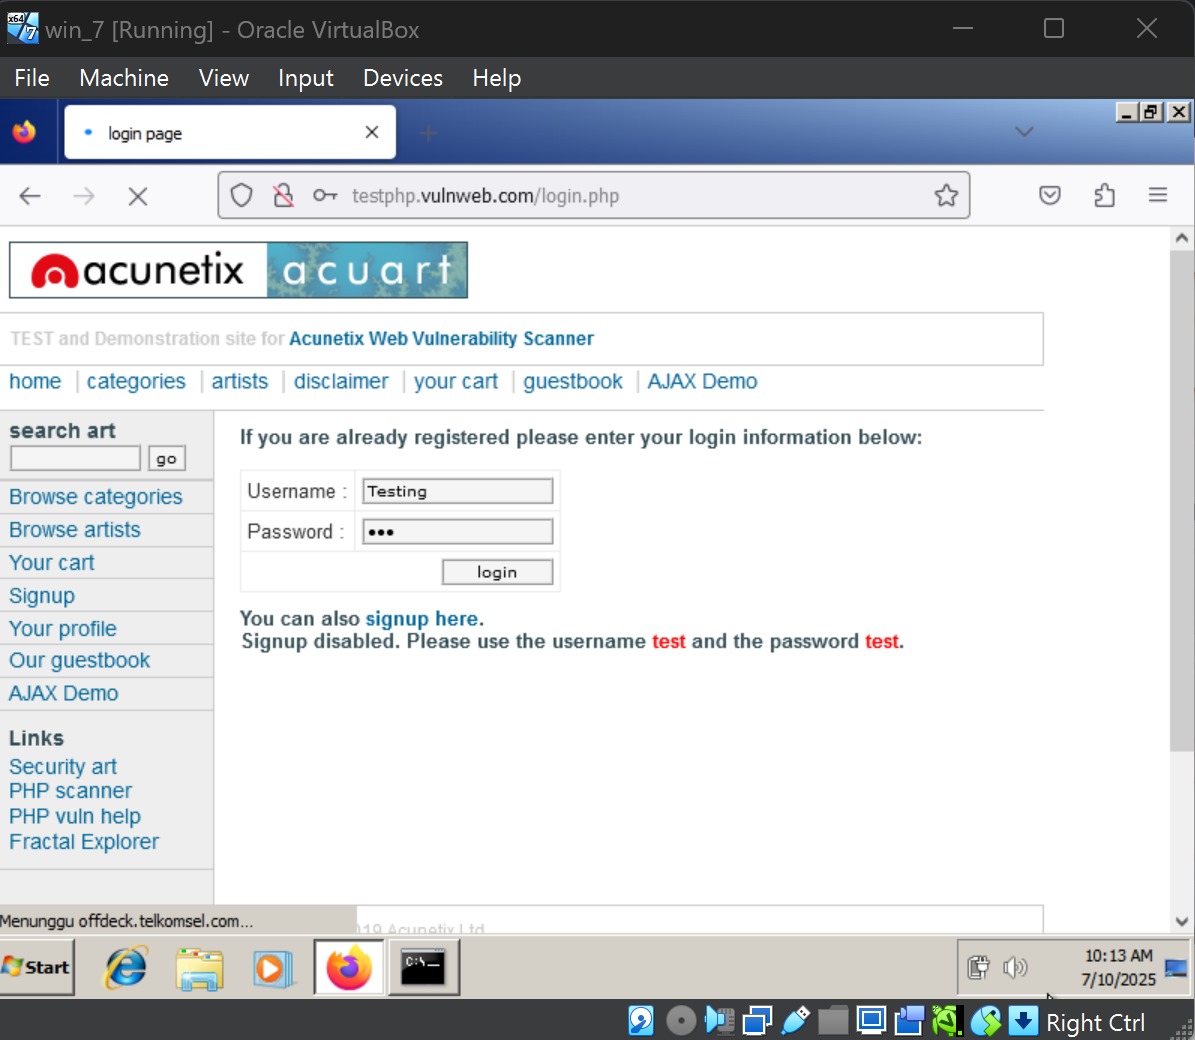 win_7 [Running] - Oracle VirtualBox
File Machine View Input Devices Help
login page
testphp.vulnweb.com/login.php
acunetix acuart
TEST and Demonstration site for Acunetix Web Vulnerability Scanner
home categories artists disclaimer your cart guestbook AJAX Demo
search art
go
Browse categories
Browse artists
Your cart
Signup
Your profile
Our guestbook
AJAX Demo
Links
Security art
PHP scanner
PHP vuln help
Fractal Explorer
If you are already registered please enter your login information below:
Username : Testing
Password : •••
login
You can also signup here.
Signup disabled. Please use the username test and the password test.
Menunggu offdeck.telkomsel.com...
Acunetix Ltd
Start
C:\
10:13 AM
7/10/2025
Right Ctrl